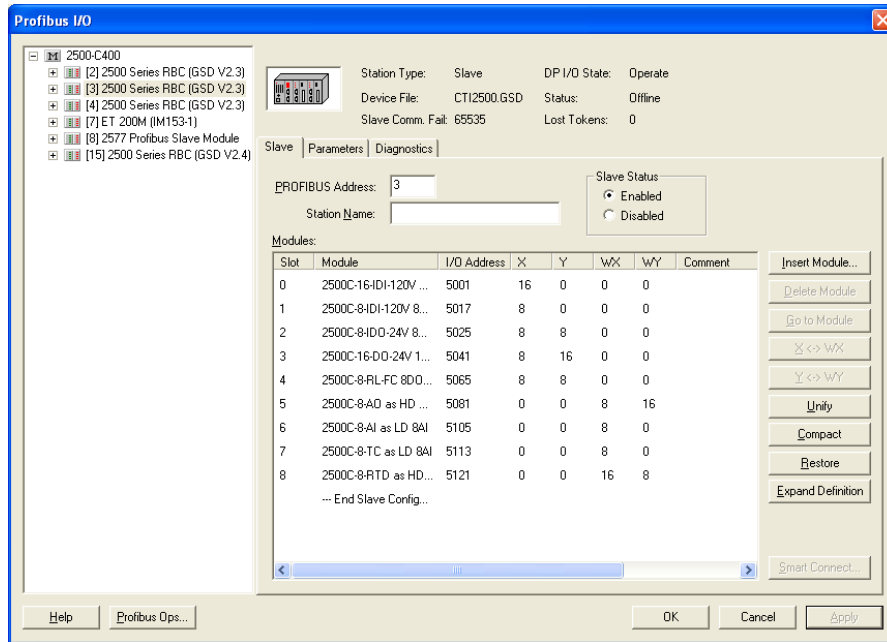 Profibus I/O
2500-C400
[2] 2500 Series RBC (GSD V2.3)
[3] 2500 Series RBC (GSD V2.3)
[4] 2500 Series RBC (GSD V2.3)
[7] ET 200M (IM153-1)
[8] 2577 Profibus Slave Module
[15] 2500 Series RBC (GSD V2.4)
Station Type: Slave DP I/O State: Operate
Device File: CTI2500.GSD Status: Offline
Slave Comm. Fail: 65535 Lost Tokens: 0
Slave Parameters Diagnostics
PROFIBUS Address: 3
Station Name:
Slave Status
Enabled
Disabled
Modules:
Slot Module I/O Address X Y WX WY Comment
0 2500C-16-IDI-120V ... 5001 16 0 0 0
1 2500C-8-IDI-120V 8... 5017 8 0 0 0
2 2500C-8-IDO-24V 8... 5025 8 8 0 0
3 2500C-16-DO-24V 1... 5041 8 16 0 0
4 2500C-8-RL-FC 8DO... 5065 8 8 0 0
5 2500C-8-AO as HD ... 5081 0 0 8 16
6 2500C-8-AI as LD 8AI 5105 0 0 8 0
7 2500C-8-TC as LD 8AI 5113 0 0 8 0
8 2500C-8-RTD as HD... 5121 0 0 16 8
--- End Slave Config...
Insert Module...
Delete Module
Go to Module
X <-> WX
Y <-> WY
Unify
Compact
Restore
Expand Definition
Smart Connect...
Help Profibus Ops... OK Cancel Apply